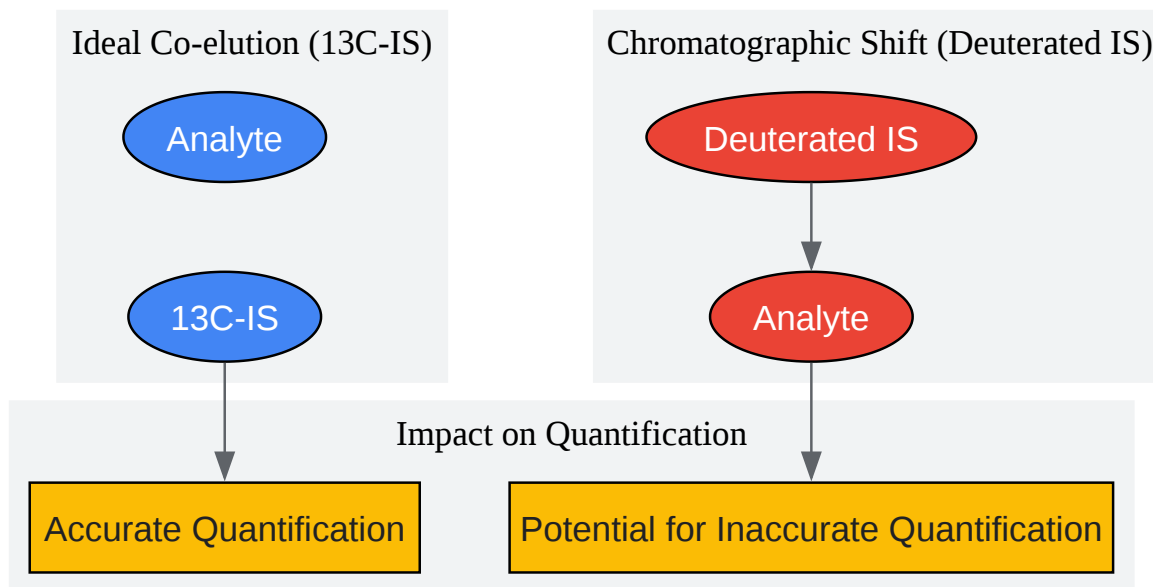 Ideal Co-elution (13C-IS)
Analyte
13C-IS
Chromatographic Shift (Deuterated IS)
Deuterated IS
Analyte
Impact on Quantification
Accurate Quantification
Potential for Inaccurate Quantification